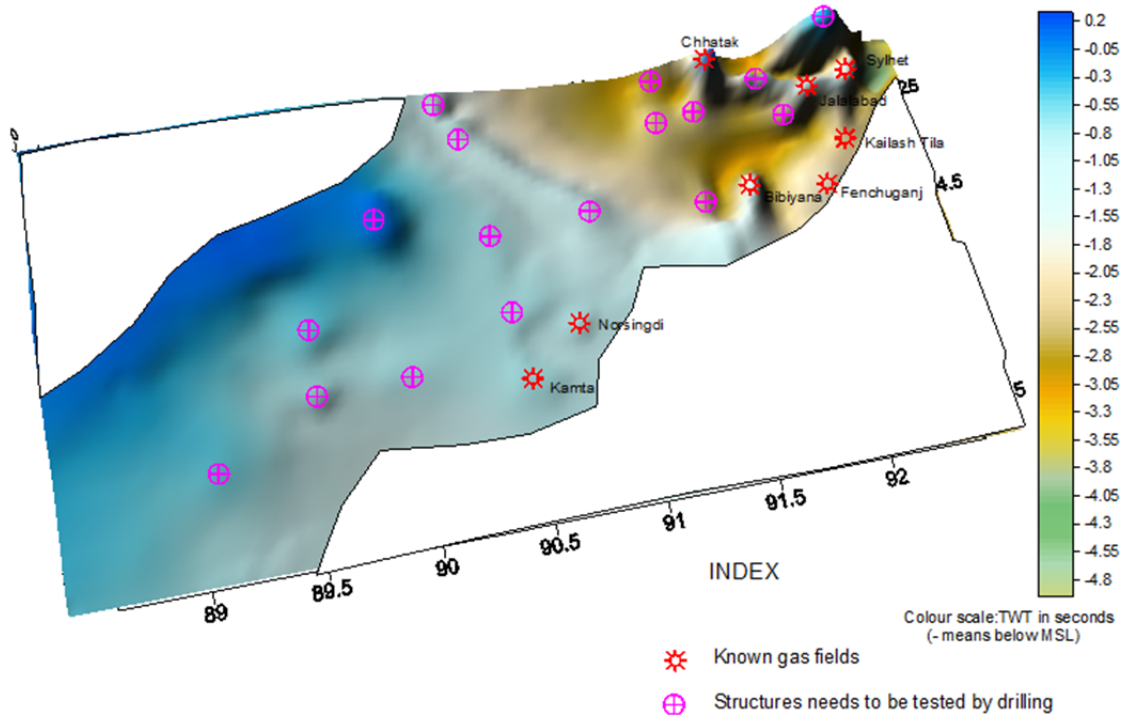 Chhatak
Sylhet
Jalalabad
Kailash Tila
Bibiyana
Fenchuganj
Norsingdi
Kamta
25
4.5
5
89
89.5
90
90.5
91
91.5
92
0.2
-0.05
-0.3
-0.55
-0.8
-1.05
-1.3
-1.55
-1.8
-2.05
-2.3
-2.55
-2.8
-3.05
-3.3
-3.55
-3.8
-4.05
-4.3
-4.55
-4.8
Colour scale:TWT in seconds
(- means below MSL)
INDEX
Known gas fields
Structures needs to be tested by drilling